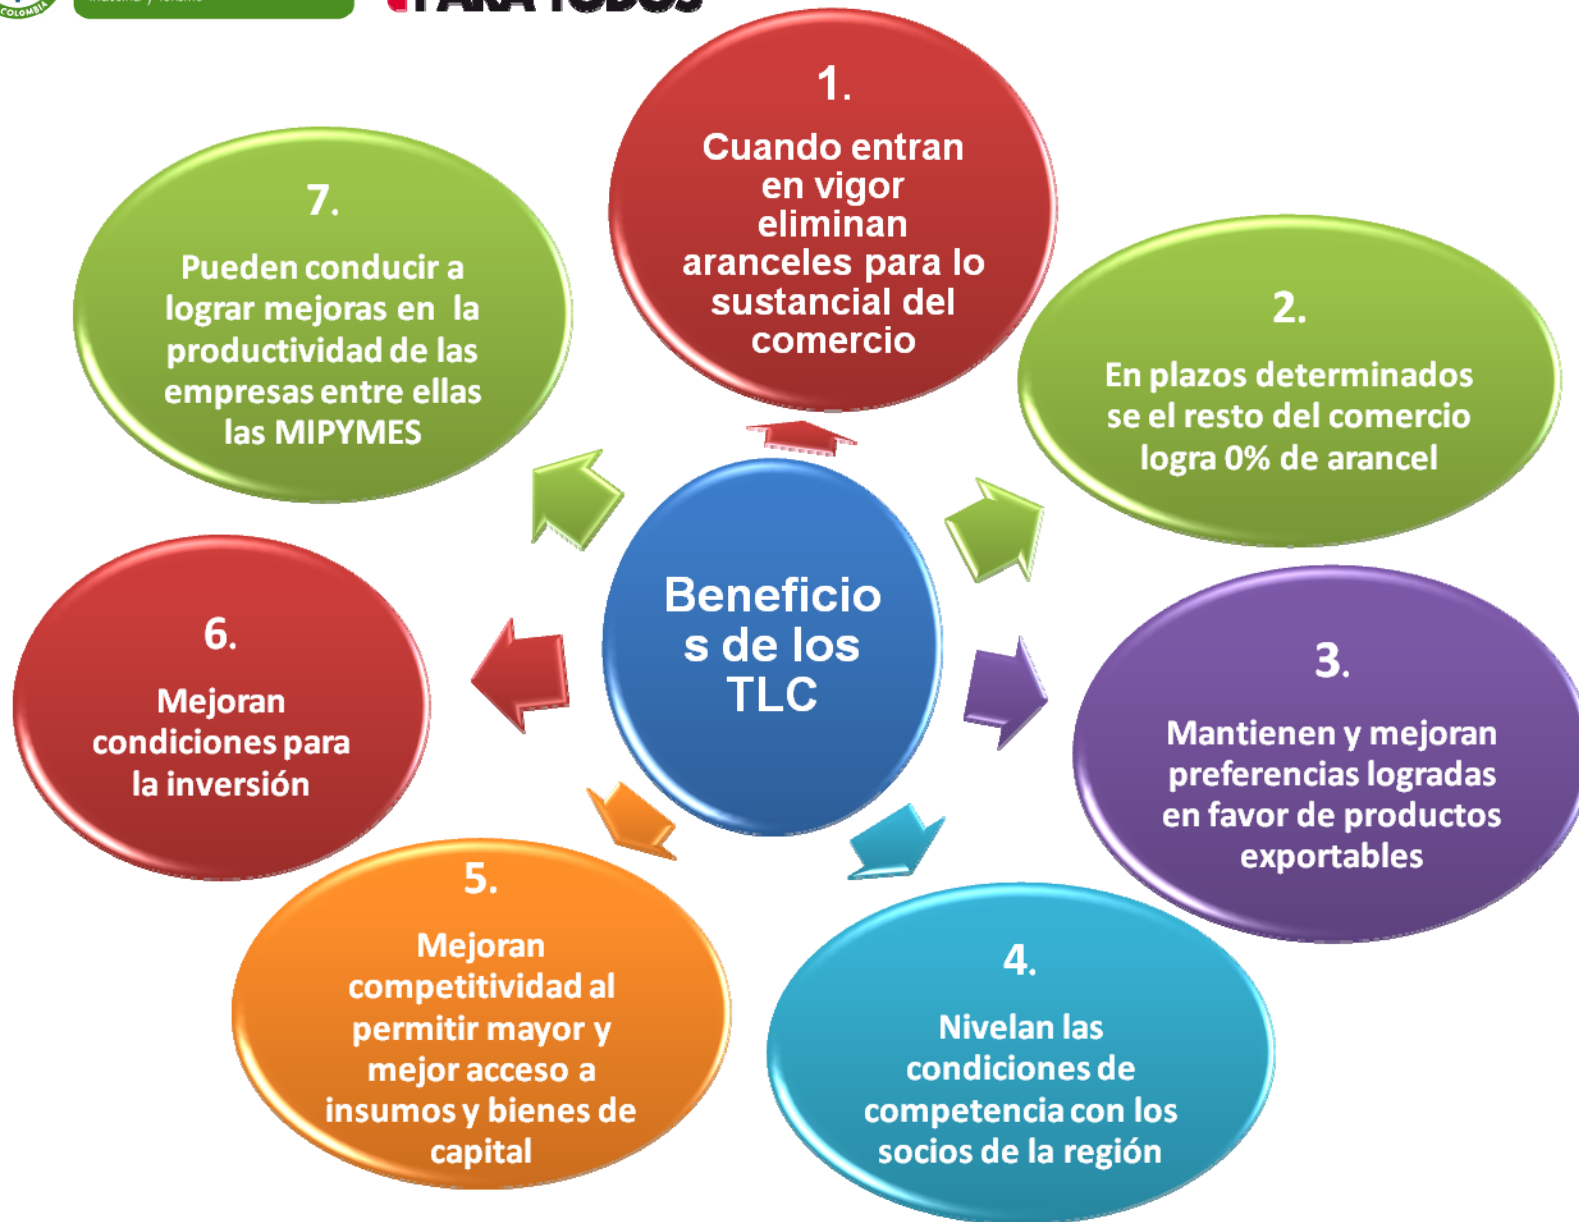 COLOMBIA
PARA TODOS
1.
Cuando entran
en vigor
eliminan
aranceles para lo
sustancial del
comercio
2.
En plazos determinados
se el resto del comercio
logra 0% de arancel
3.
Mantienen y mejoran
preferencias logradas
en favor de productos
exportables
4.
Nivelan las
condiciones de
competencia con los
socios de la región
5.
Mejoran
competitividad al
permitir mayor y
mejor acceso a
insumos y bienes de
capital
6.
Mejoran
condiciones para
la inversión
7.
Pueden conducir a
lograr mejoras en  la
productividad de las
empresas entre ellas
las MIPYMES
Beneficio
s de los
TLC